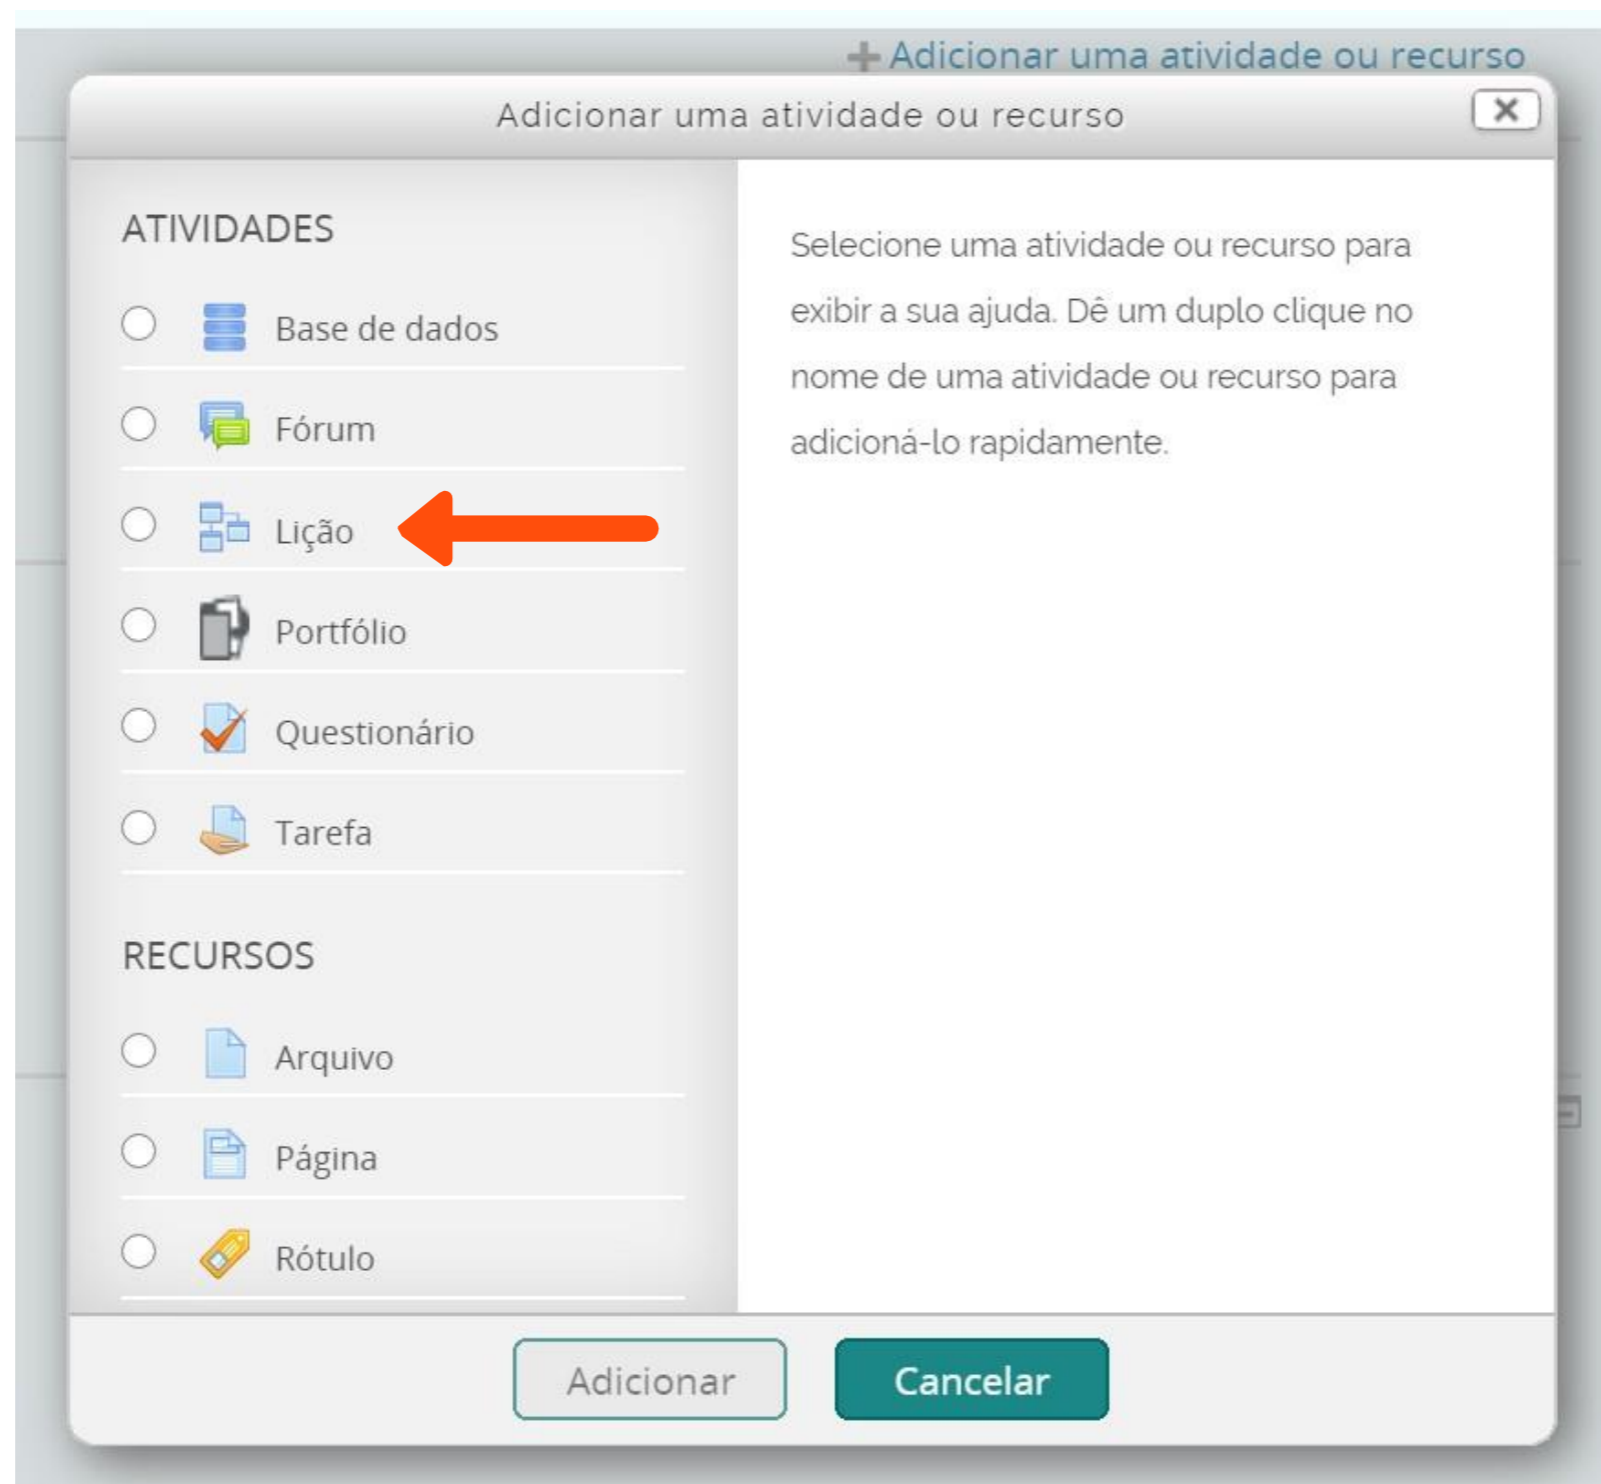 Adicionar uma atividade ou recurso
Adicionar uma atividade ou recurso
ATIVIDADES
Base de dados
Fórum
Lição
Portfólio
Questionário
Tarefa
RECURSOS
Arquivo
Página
Rótulo
Selecione uma atividade ou recurso para
exibir a sua ajuda. Dê um duplo clique no
nome de uma atividade ou recurso para
adicioná-lo rapidamente.
Adicionar
Cancelar